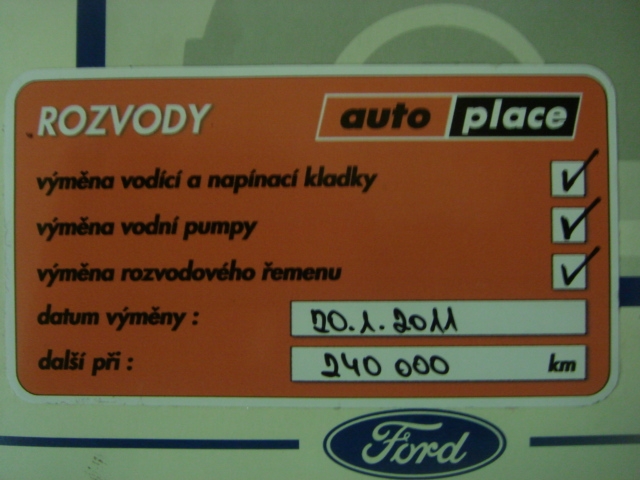 ROZVODY auto place
výměna vodící a napínací kladky
výměna vodní pumpy
výměna rozvodového řemenu
datum výměny : 20.1.2011
další při : 240 000 km
Ford